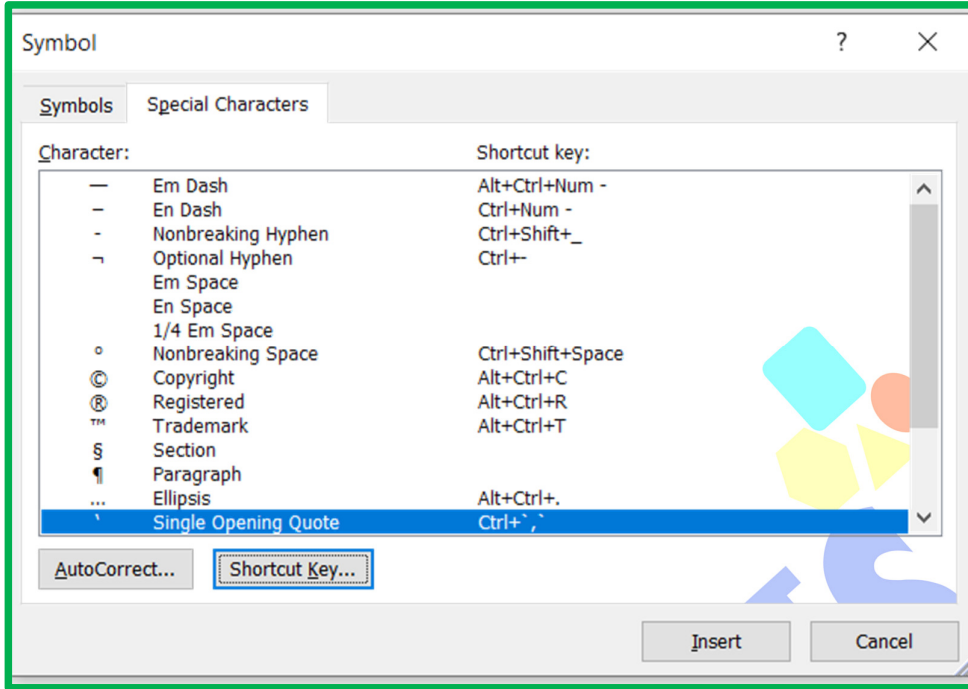 Symbol ? ×
Symbols Special Characters
Character: Shortcut key:
— Em Dash Alt+Ctrl+Num -
– En Dash Ctrl+Num -
- Nonbreaking Hyphen Ctrl+Shift+_
¬ Optional Hyphen Ctrl+-
Em Space
En Space
1/4 Em Space
° Nonbreaking Space Ctrl+Shift+Space
© Copyright Alt+Ctrl+C
® Registered Alt+Ctrl+R
™ Trademark Alt+Ctrl+T
§ Section
¶ Paragraph
… Ellipsis Alt+Ctrl+.
‛ Single Opening Quote Ctrl+`,`
AutoCorrect... Shortcut Key...
Insert Cancel